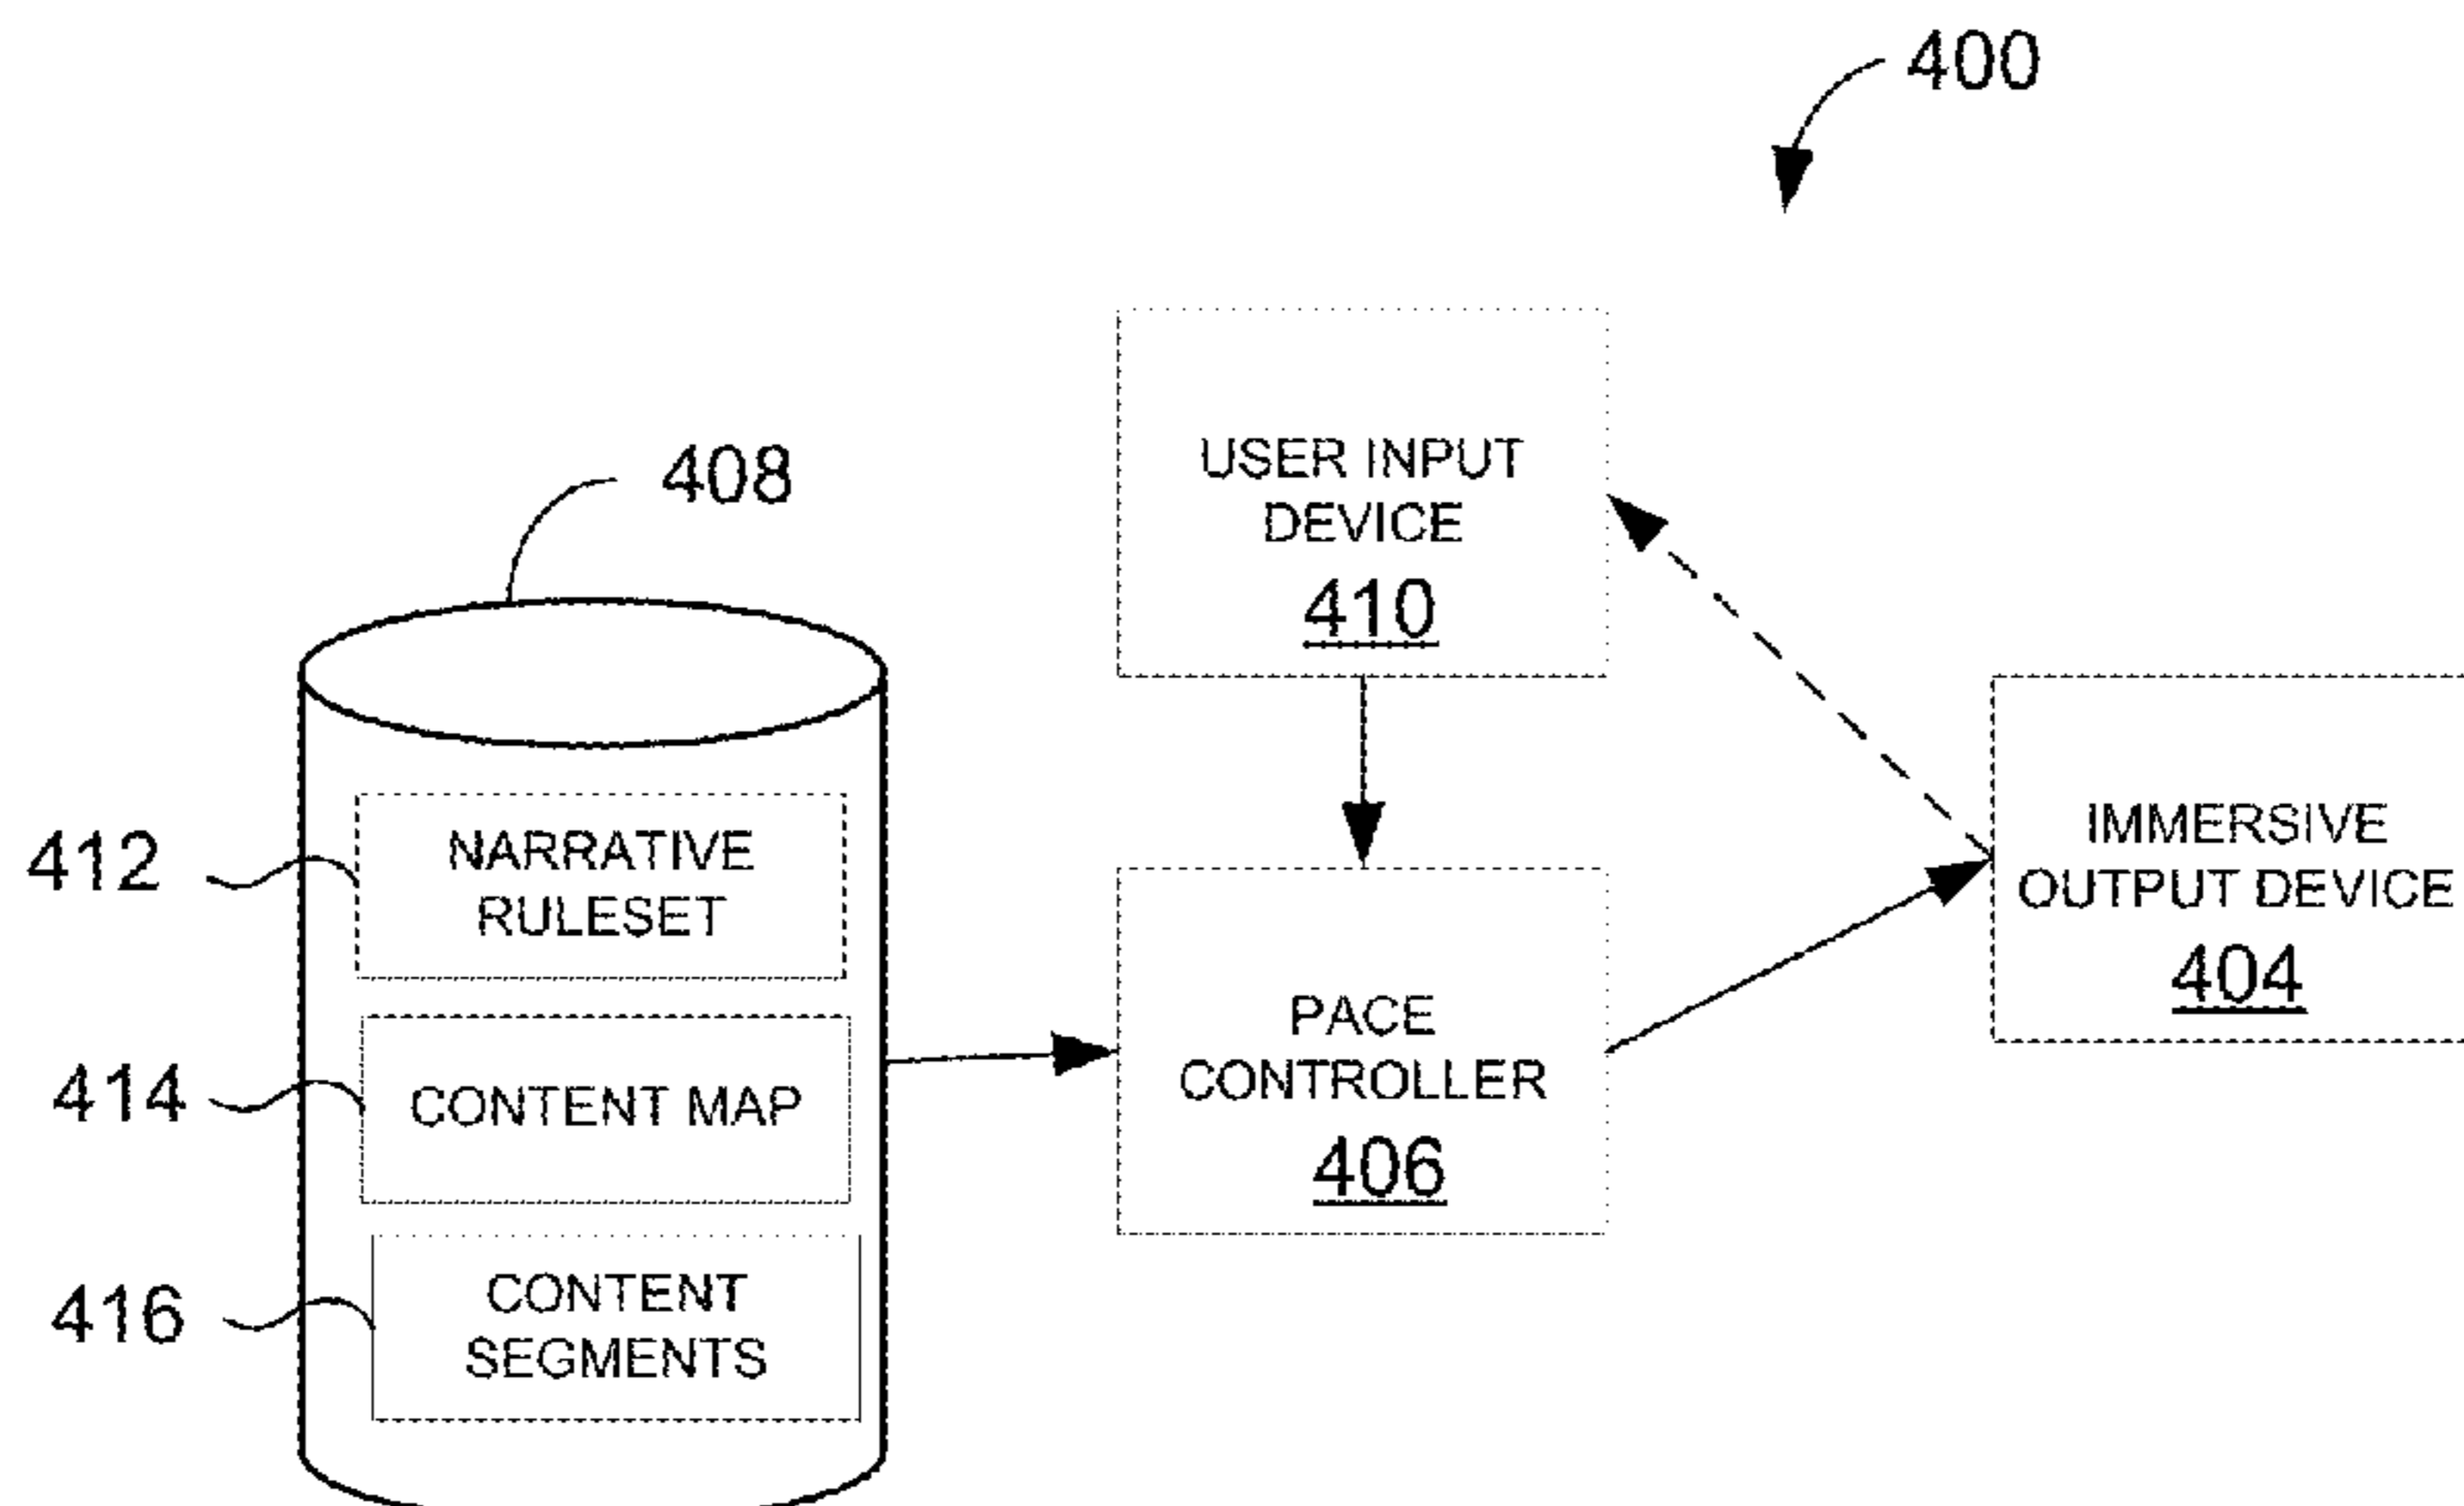 400
408
USER INPUT
DEVICE
410
412
NARRATIVE
RULESET
IMMERSIVE
OUTPUT DEVICE
404
414
CONTENT MAP
PACE
CONTROLLER
406
416
CONTENT
SEGMENTS